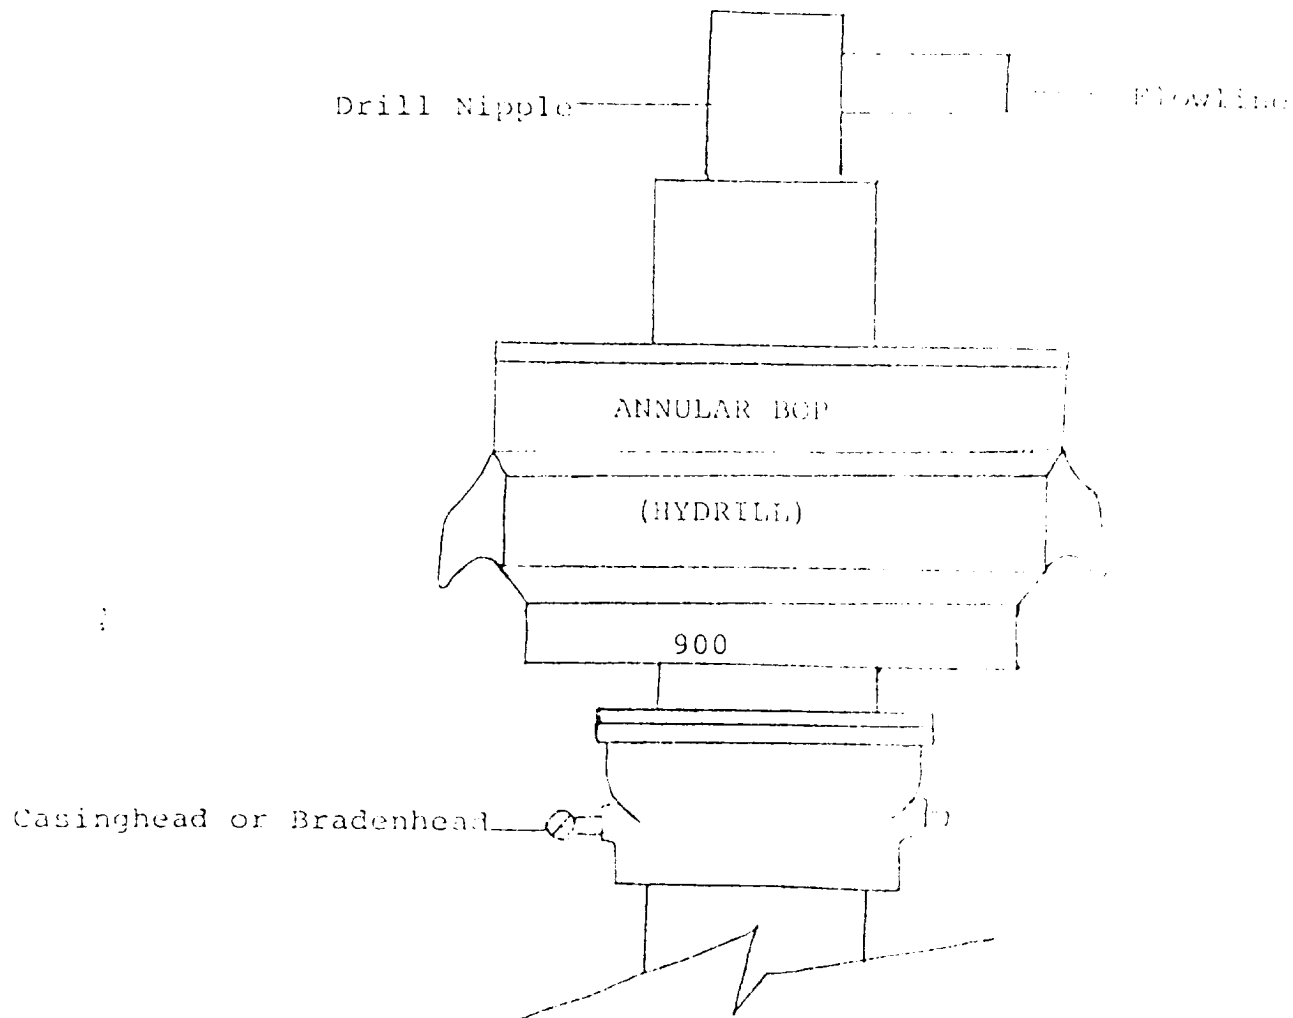 Drill Nipple
Flowline
ANNULAR BOP
(HYDRILL)
900
Casinghead or Bradenhead